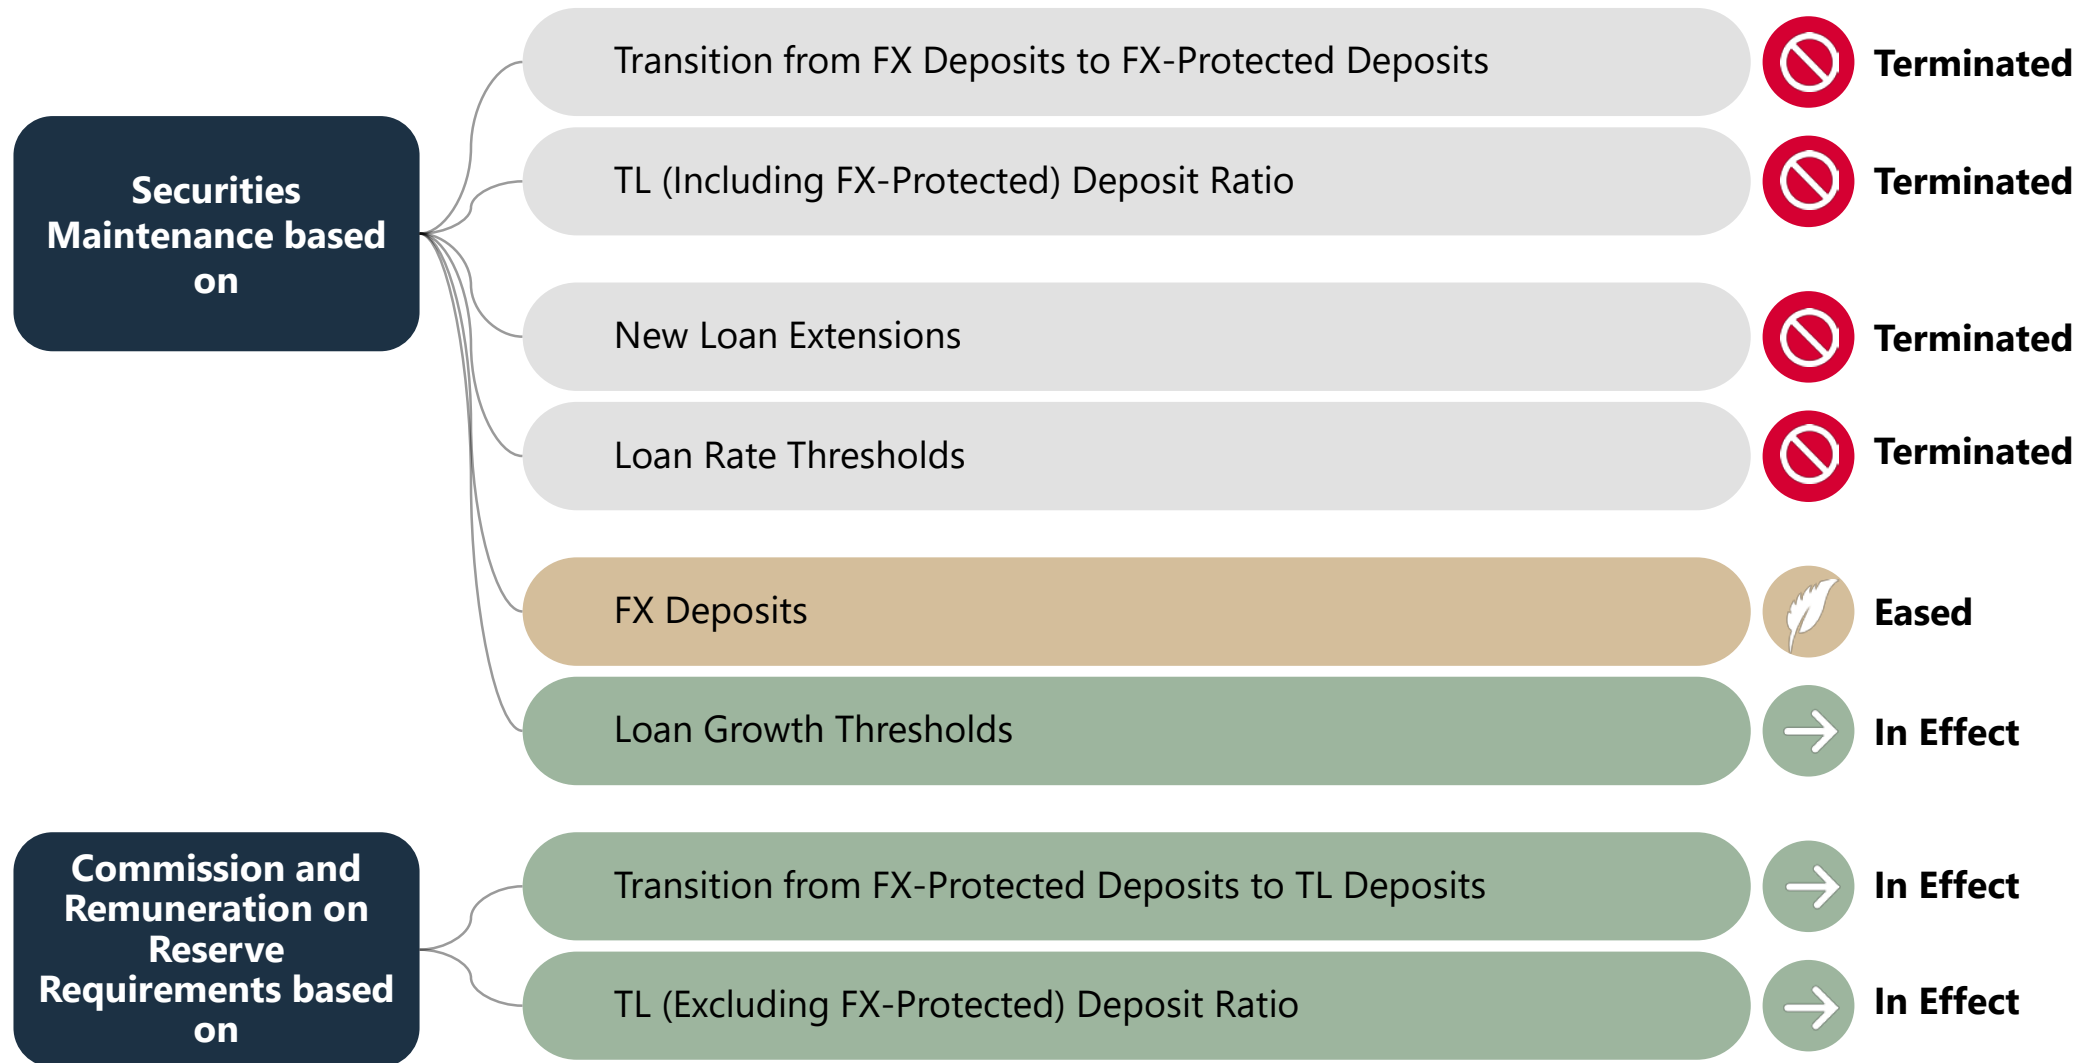 Securities
Maintenance based
on
Transition from FX Deposits to FX-Protected Deposits
Terminated
TL (Including FX-Protected) Deposit Ratio
Terminated
New Loan Extensions
Terminated
Loan Rate Thresholds
Terminated
FX Deposits
Eased
Loan Growth Thresholds
In Effect
Commission and
Remuneration on
Reserve
Requirements based
on
Transition from FX-Protected Deposits to TL Deposits
In Effect
TL (Excluding FX-Protected) Deposit Ratio
In Effect